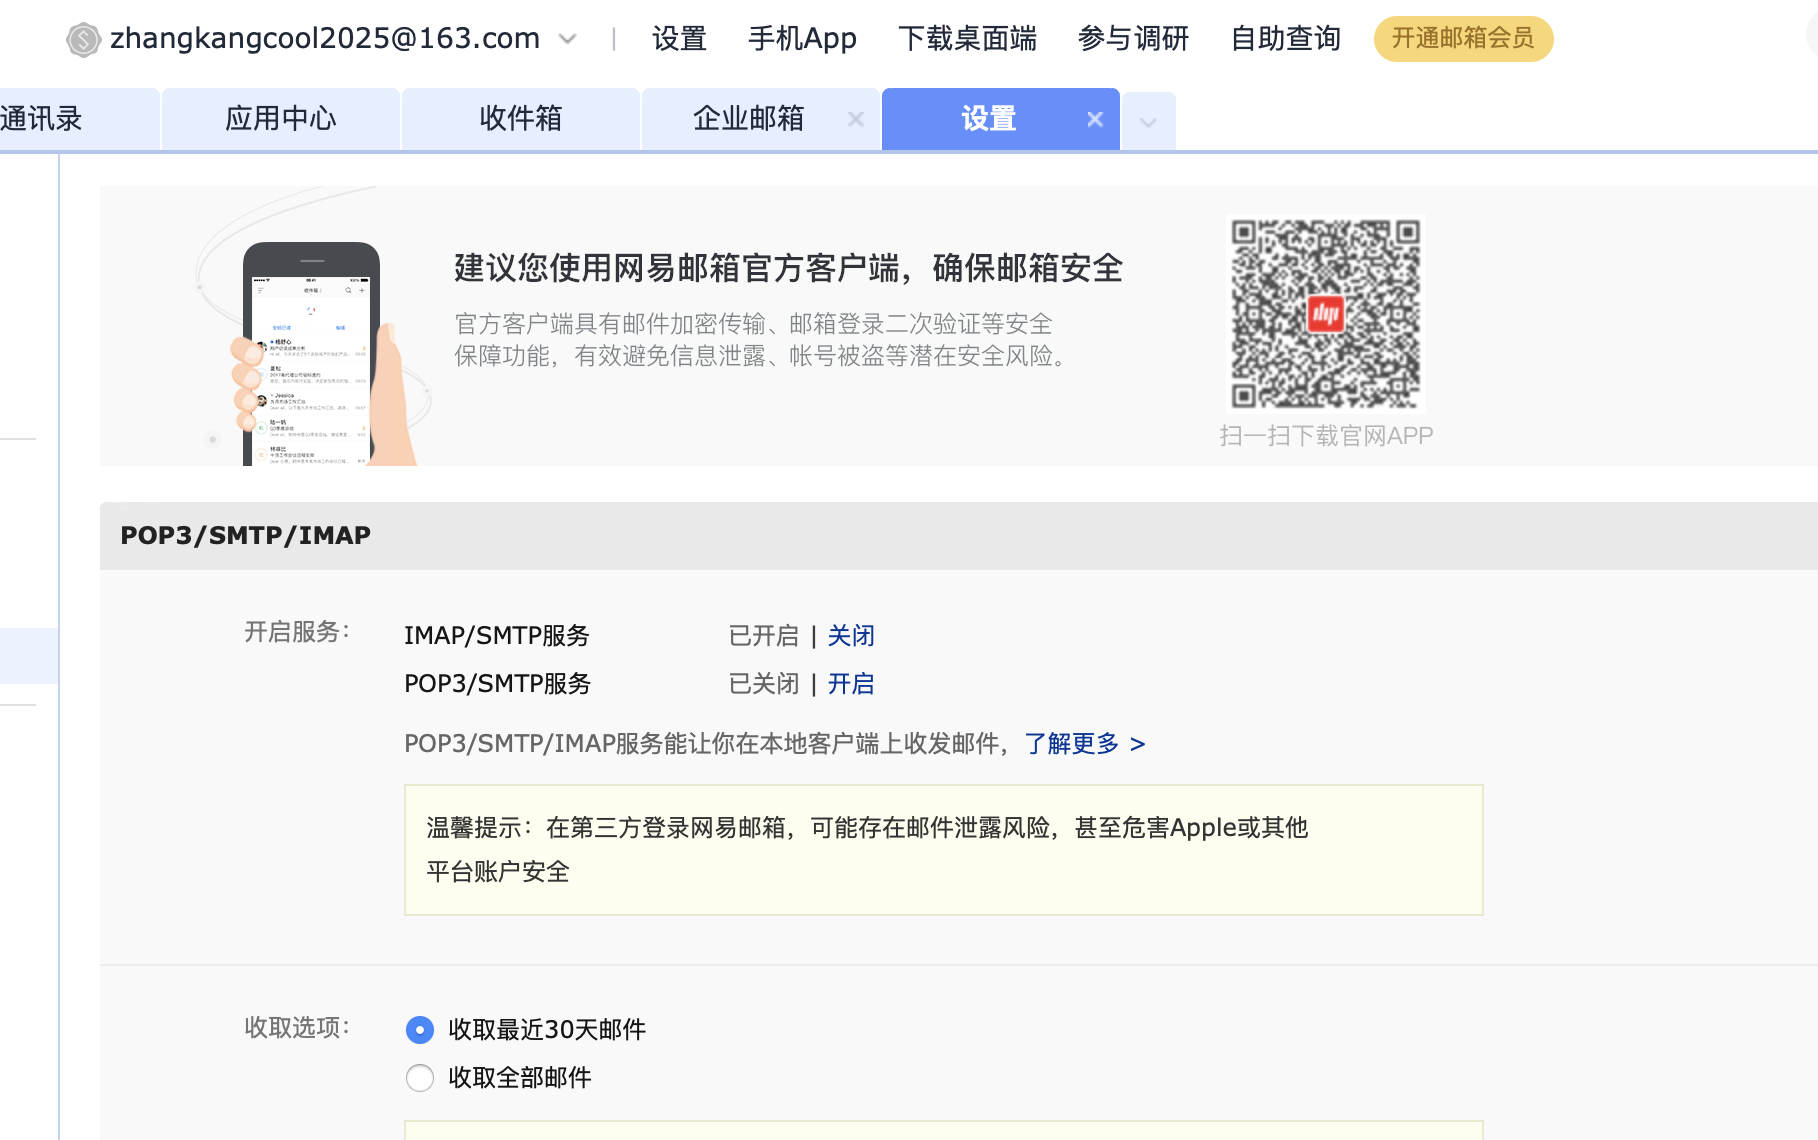 zhangkangcool2025@163.com | 设置 手机App 下载桌面端 参与调研 自助查询 开通邮箱会员
通讯录 应用中心 收件箱 企业邮箱 设置
建议您使用网易邮箱官方客户端，确保邮箱安全
官方客户端具有邮件加密传输、邮箱登录二次验证等安全
保障功能，有效避免信息泄露、帐号被盗等潜在安全风险。
扫一扫下载官网APP
POP3/SMTP/IMAP
开启服务： IMAP/SMTP服务 已开启 | 关闭
POP3/SMTP服务 已关闭 | 开启
POP3/SMTP/IMAP服务能让你在本地客户端上收发邮件，了解更多 >
温馨提示：在第三方登录网易邮箱，可能存在邮件泄露风险，甚至危害Apple或其他
平台账户安全
收取选项： 收取最近30天邮件
收取全部邮件